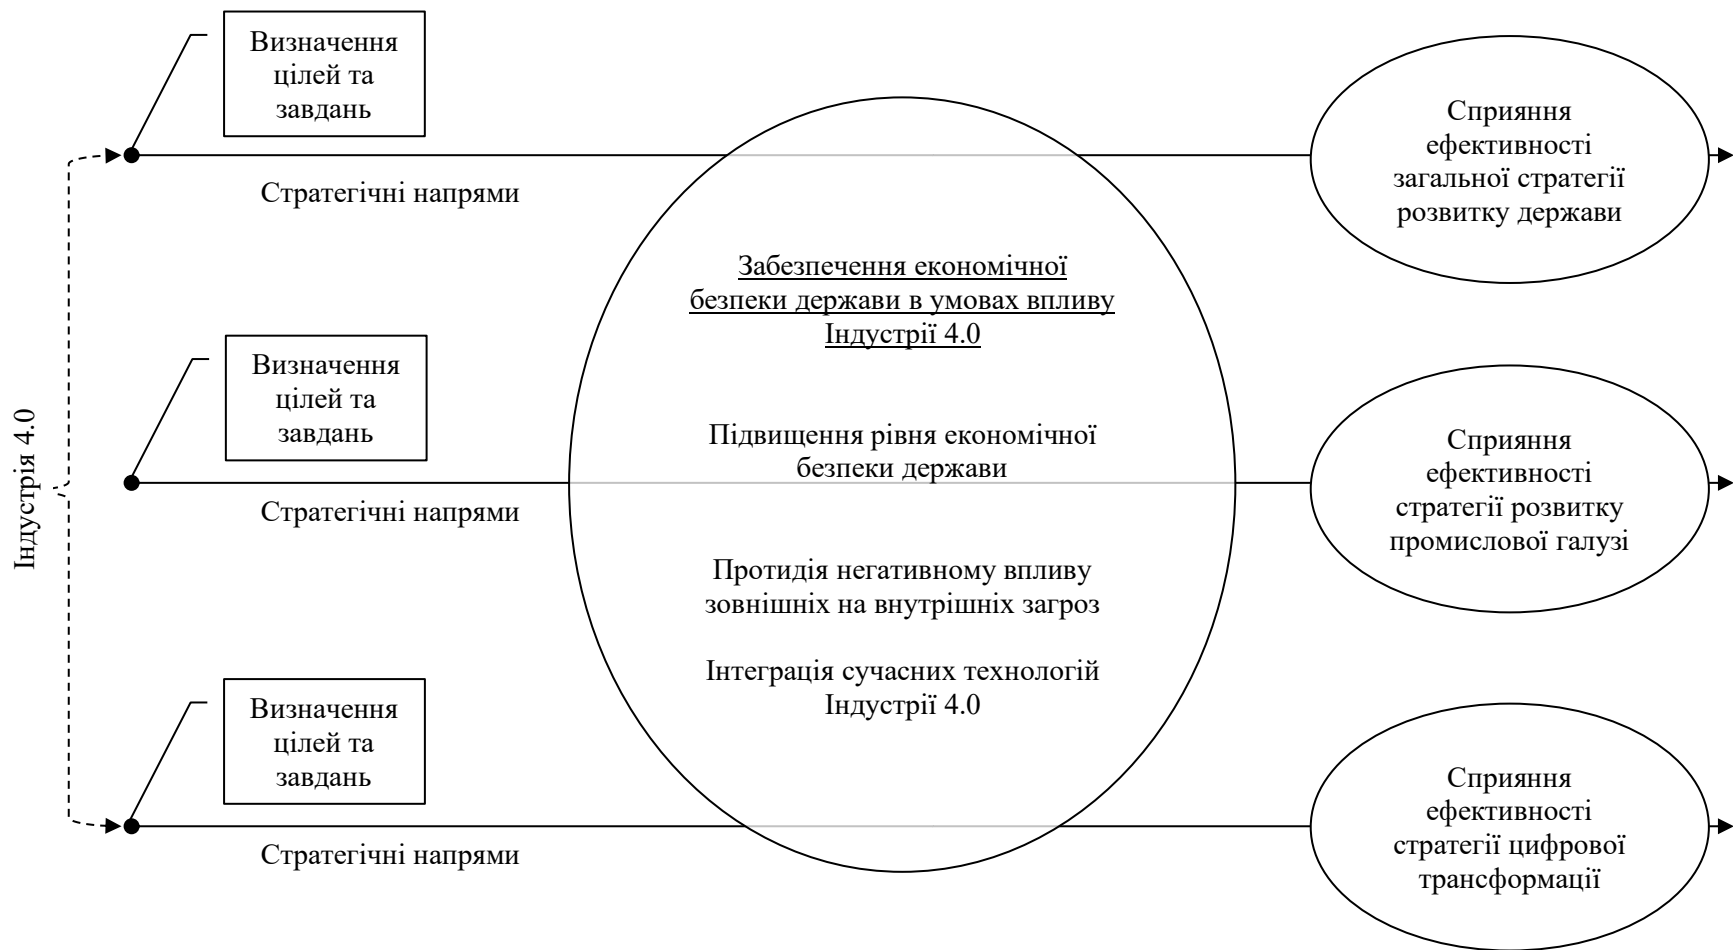 Індустрія 4.0
Визначення
цілей та
завдань
Стратегічні напрями
Визначення
цілей та
завдань
Стратегічні напрями
Визначення
цілей та
завдань
Стратегічні напрями
Забезпечення економічної
безпеки держави в умовах впливу
Індустрії 4.0
Підвищення рівня економічної
безпеки держави
Протидія негативному впливу
зовнішніх на внутрішніх загроз
Інтеграція сучасних технологій
Індустрії 4.0
Сприяння
ефективності
загальної стратегії
розвитку держави
Сприяння
ефективності
стратегії розвитку
промислової галузі
Сприяння
ефективності
стратегії цифрової
трансформації